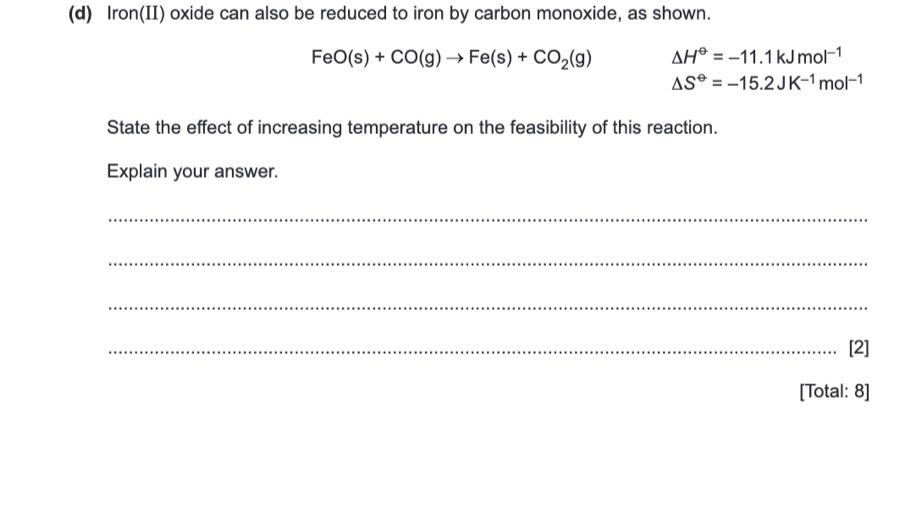 (d) Iron(II) oxide can also be reduced to iron by carbon monoxide, as shown.
FeO(s) + CO(g) → Fe(s) + CO₂(g) ΔH⦵ = –11.1 kJ mol⁻¹
ΔS⦵ = –15.2 J K⁻¹ mol⁻¹
State the effect of increasing temperature on the feasibility of this reaction.
Explain your answer.
[2]
[Total: 8]